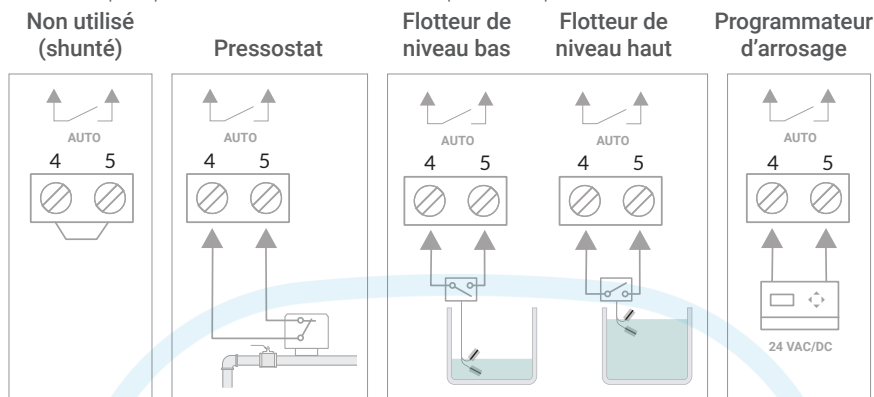 Non utilisé
(shunté)
Pressostat
Flotteur de
niveau bas
Flotteur de
niveau haut
Programmateur
d’arrosage
AUTO
4 5
AUTO
4 5
AUTO
4 5
AUTO
4 5
AUTO
4 5
24 VAC/DC